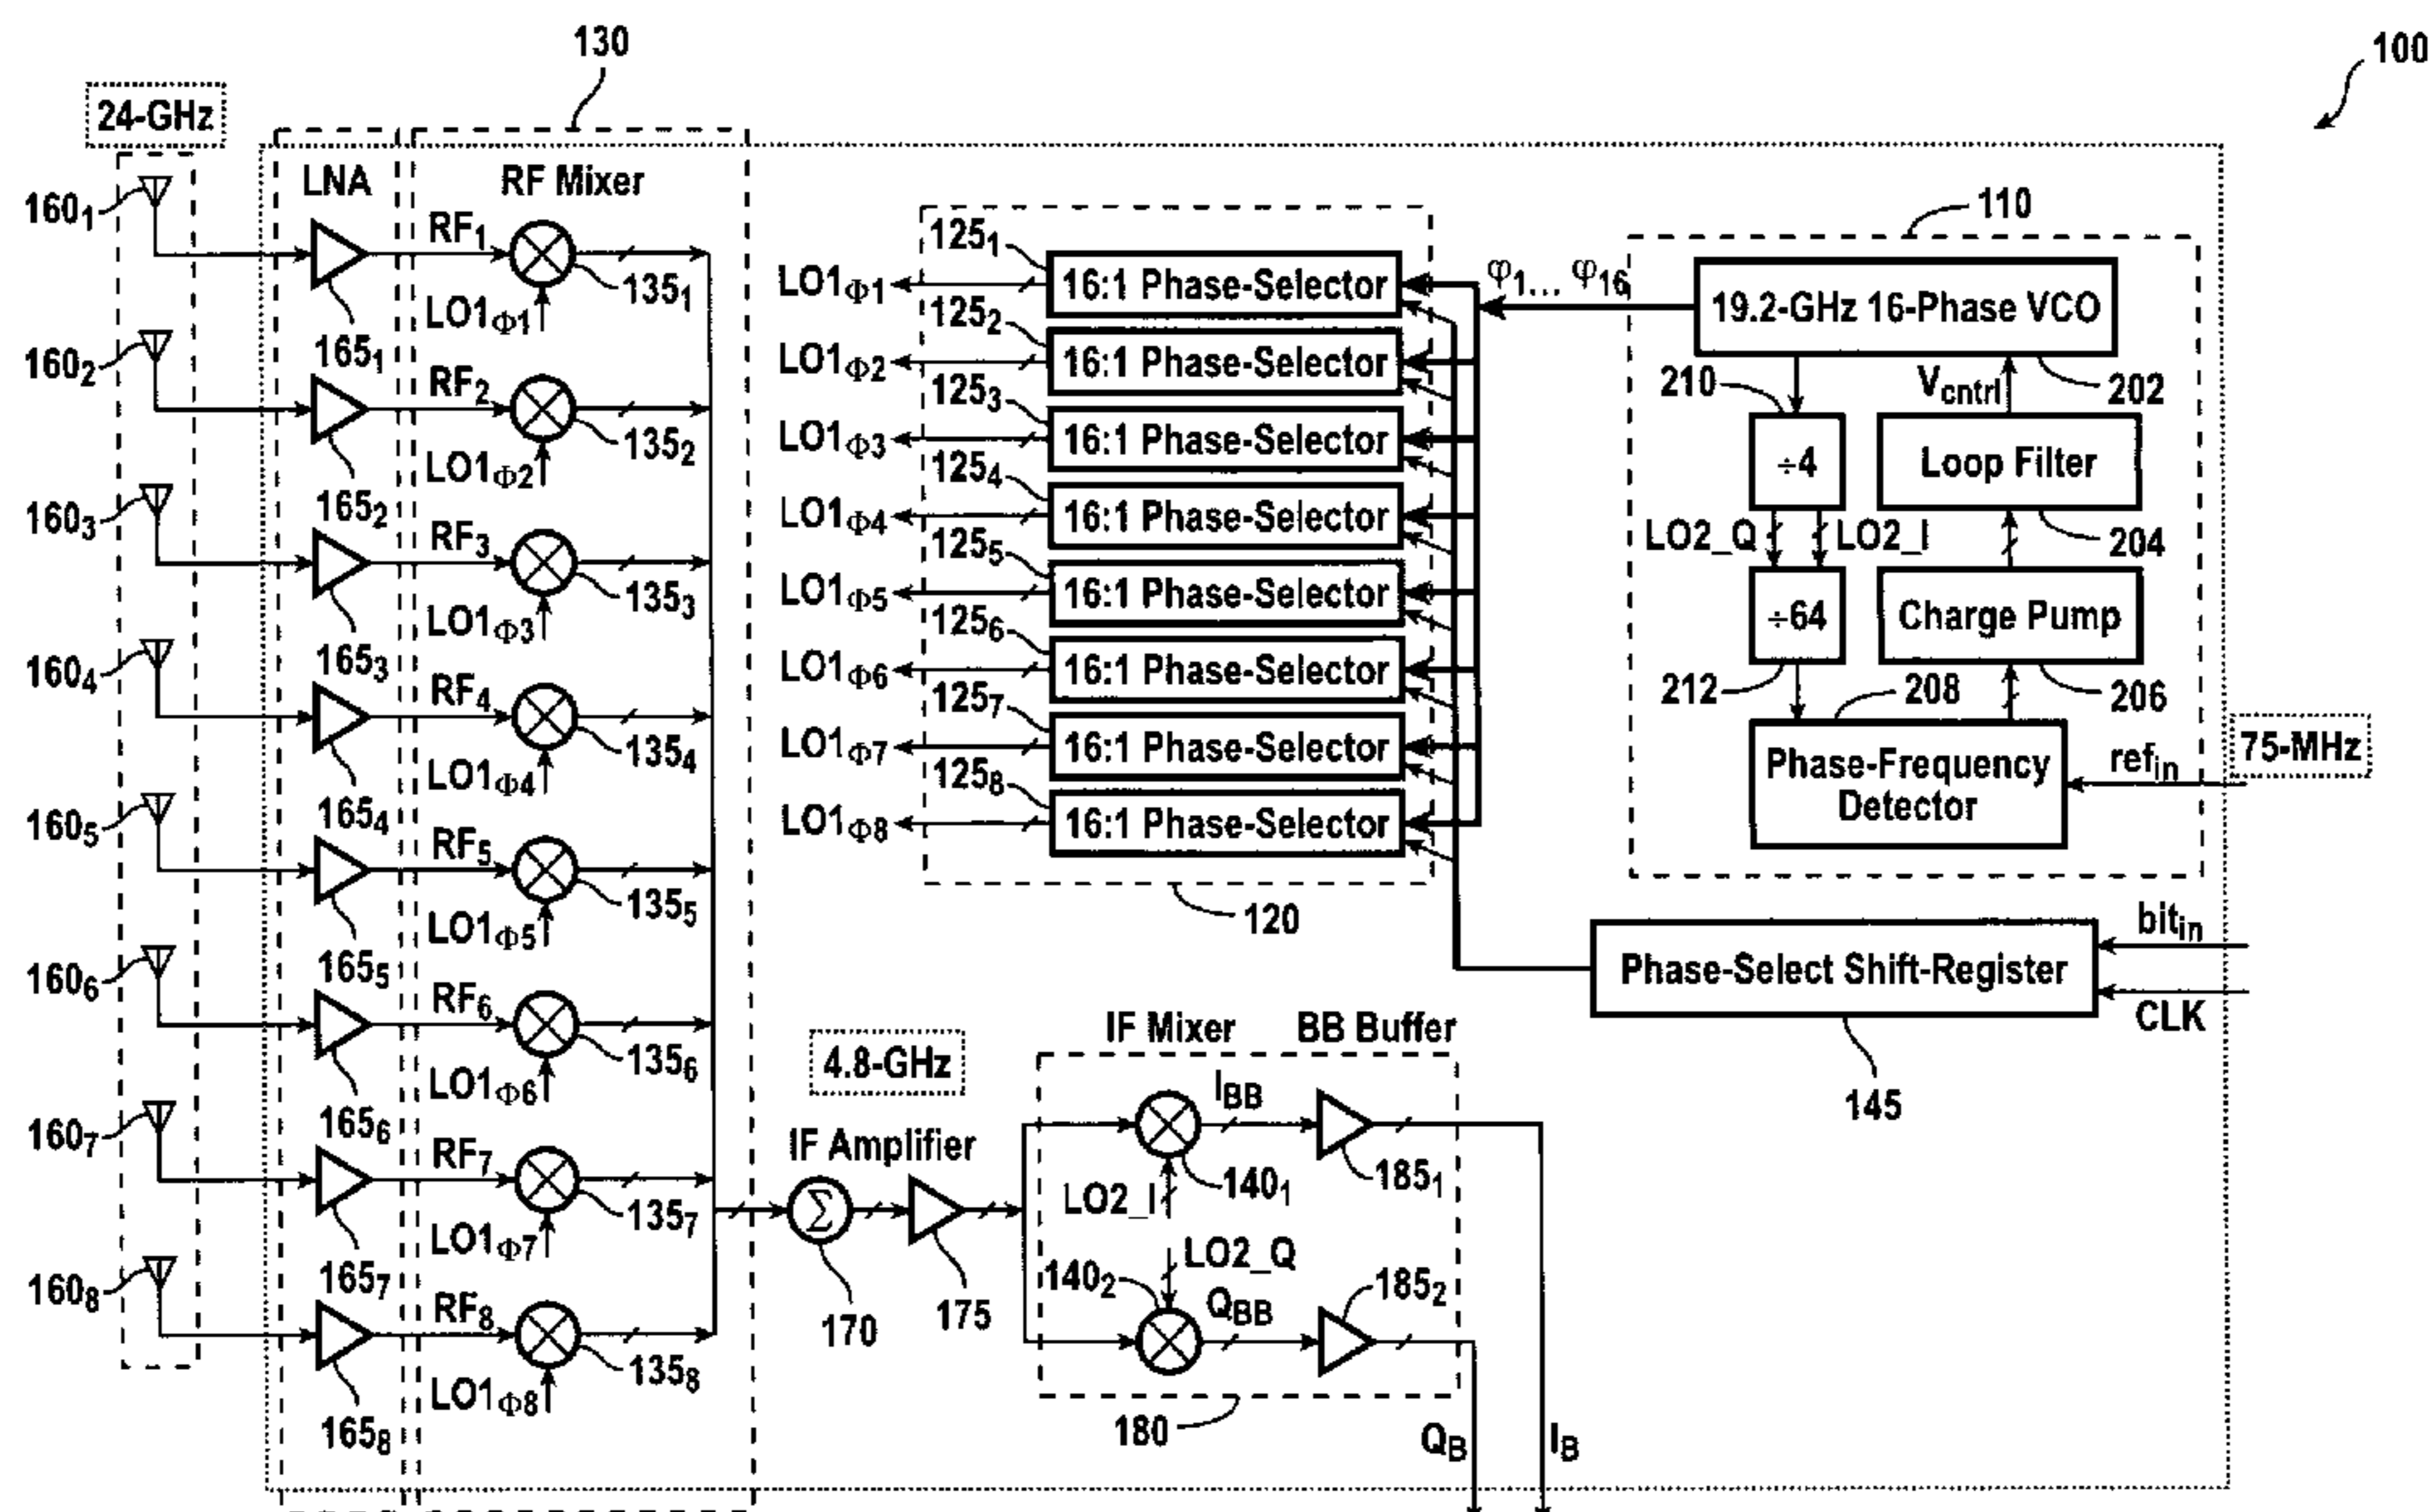 130
100
24-GHz
LNA
RF Mixer
160₁
RF₁
135₁
LO1Φ1
165₁
160₂
RF₂
135₂
LO1Φ2
165₂
160₃
RF₃
135₃
LO1Φ3
165₃
160₄
RF₄
135₄
LO1Φ4
165₄
160₅
RF₅
135₅
LO1Φ5
165₅
160₆
RF₆
135₆
LO1Φ6
165₆
160₇
RF₇
135₇
LO1Φ7
165₇
160₈
RF₈
135₈
LO1Φ8
165₈
125₁
LO1Φ1
16:1 Phase-Selector
125₂
LO1Φ2
16:1 Phase-Selector
125₃
LO1Φ3
16:1 Phase-Selector
125₄
LO1Φ4
16:1 Phase-Selector
125₅
LO1Φ5
16:1 Phase-Selector
125₆
LO1Φ6
16:1 Phase-Selector
125₇
LO1Φ7
16:1 Phase-Selector
125₈
LO1Φ8
16:1 Phase-Selector
120
φ₁... φ₁₆
110
19.2-GHz 16-Phase VCO
210
Vcntrl
202
÷4
Loop Filter
LO2_Q
LO2_I
204
÷64
Charge Pump
212
208
206
Phase-Frequency
Detector
refin
75-MHz
Phase-Select Shift-Register
bitin
CLK
145
4.8-GHz
IF Mixer
BB Buffer
IF Amplifier
Σ
170
175
IBB
LO2_I
140₁
185₁
LO2_Q
140₂
QBB
185₂
180
QB
IB